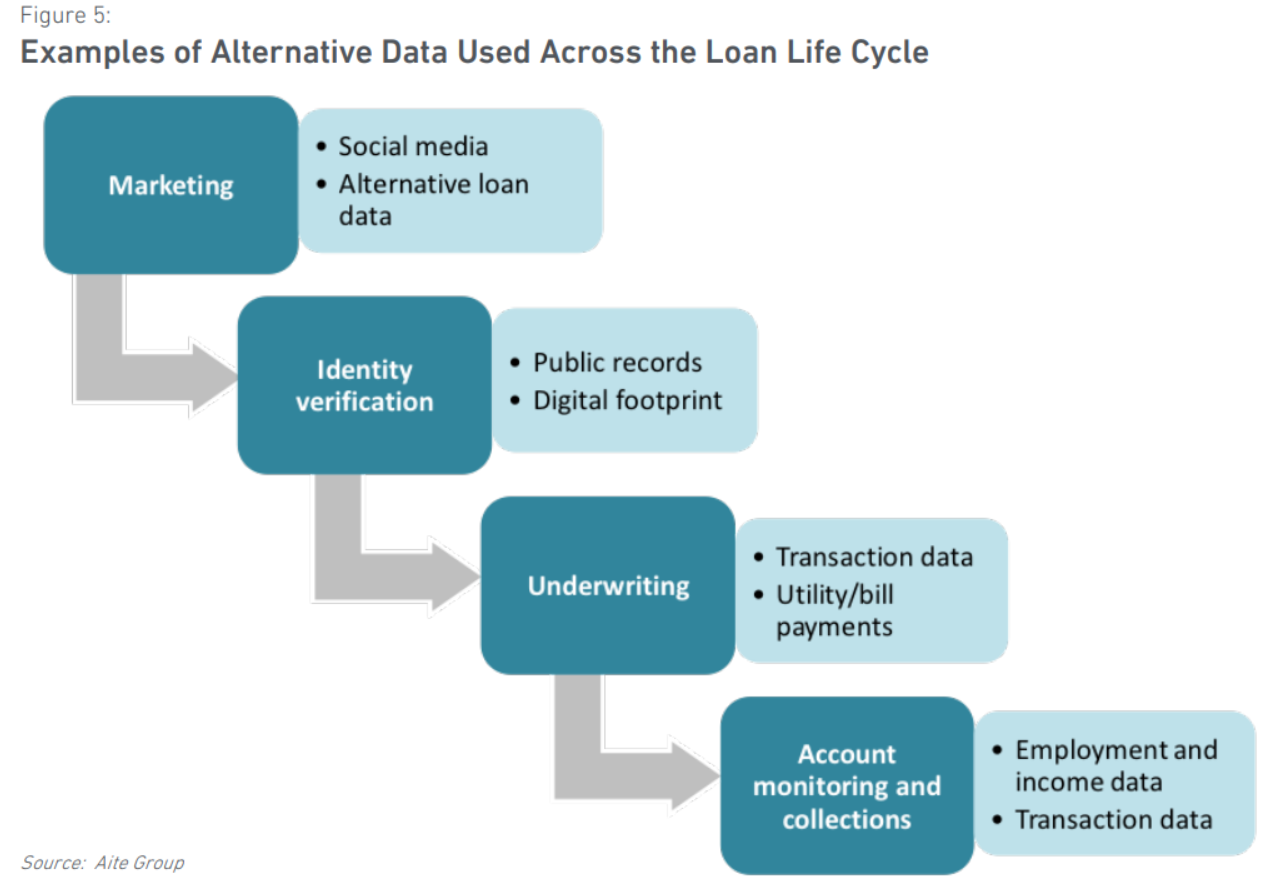 Figure 5:
Examples of Alternative Data Used Across the Loan Life Cycle
Marketing
• Social media
• Alternative loan
data
Identity
verification
• Public records
• Digital footprint
Underwriting
• Transaction data
• Utility/bill
payments
Account
monitoring and
collections
• Employment and
income data
• Transaction data
Source: Aite Group